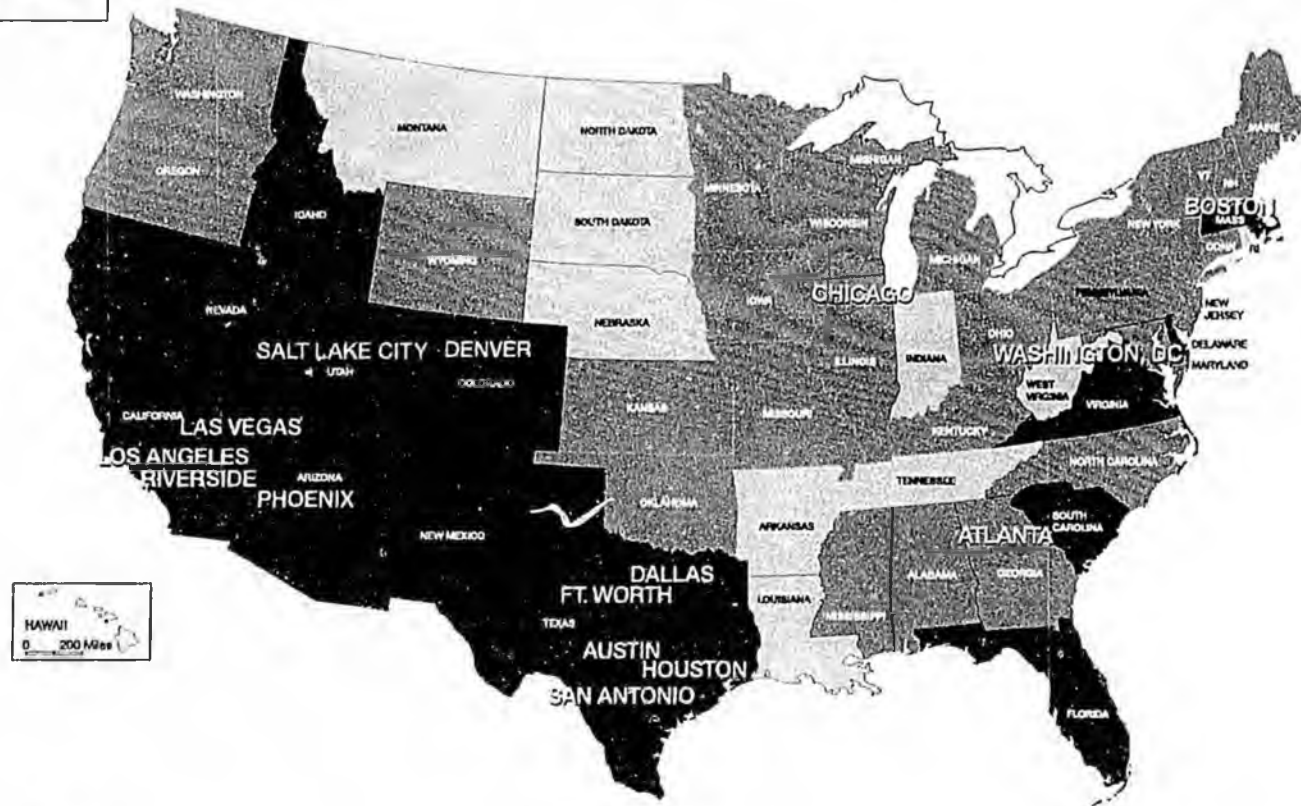 WASHINGTON
MONTANA
NORTH DAKOTA
MINNESOTA
MICHIGAN
MAINE
VT
NH
OREGON
IDAHO
SOUTH DAKOTA
WISCONSIN
NEW YORK
BOSTON
MASS
CONN
RI
WYOMING
MICHIGAN
IOWA
CHICAGO
PENNSYLVANIA
NEW
JERSEY
NEVADA
NEBRASKA
OHIO
DELAWARE
SALT LAKE CITY
DENVER
ILLINOIS
INDIANA
WASHINGTON, DC
MARYLAND
UTAH
COLORADO
WEST
VIRGINIA
VIRGINIA
CALIFORNIA
LAS VEGAS
KANSAS
MISSOURI
KENTUCKY
LOS ANGELES
RIVERSIDE
ARIZONA
PHOENIX
NORTH CAROLINA
TENNESSEE
OKLAHOMA
ARKANSAS
SOUTH
CAROLINA
NEW MEXICO
ATLANTA
DALLAS
FT. WORTH
ALABAMA
GEORGIA
LOUISIANA
MISSISSIPPI
TEXAS
HAWAII
0 200 Miles
AUSTIN
HOUSTON
SAN ANTONIO
FLORIDA